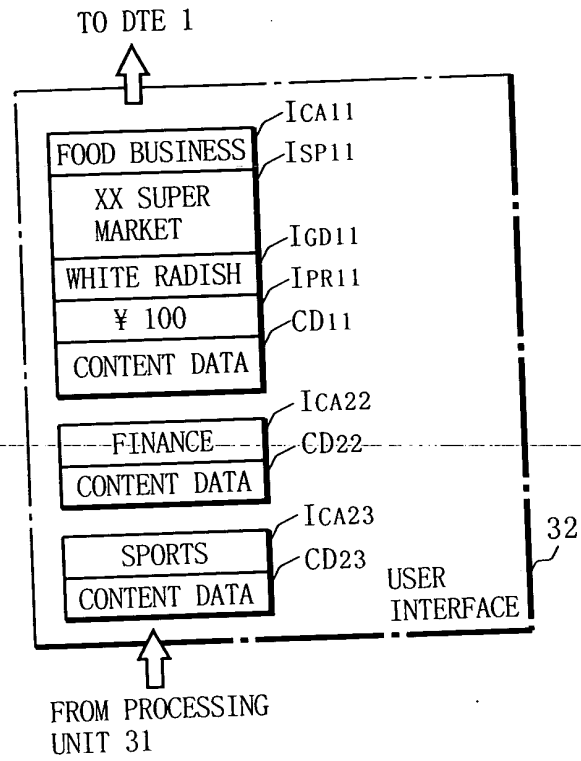 TO DTE 1
FOOD BUSINESS
ICA11
XX SUPER
MARKET
ISP11
WHITE RADISH
IGD11
¥ 100
IPR11
CONTENT DATA
CD11
FINANCE
ICA22
CONTENT DATA
CD22
SPORTS
ICA23
CONTENT DATA
CD23
USER
INTERFACE
32
FROM PROCESSING
UNIT 31